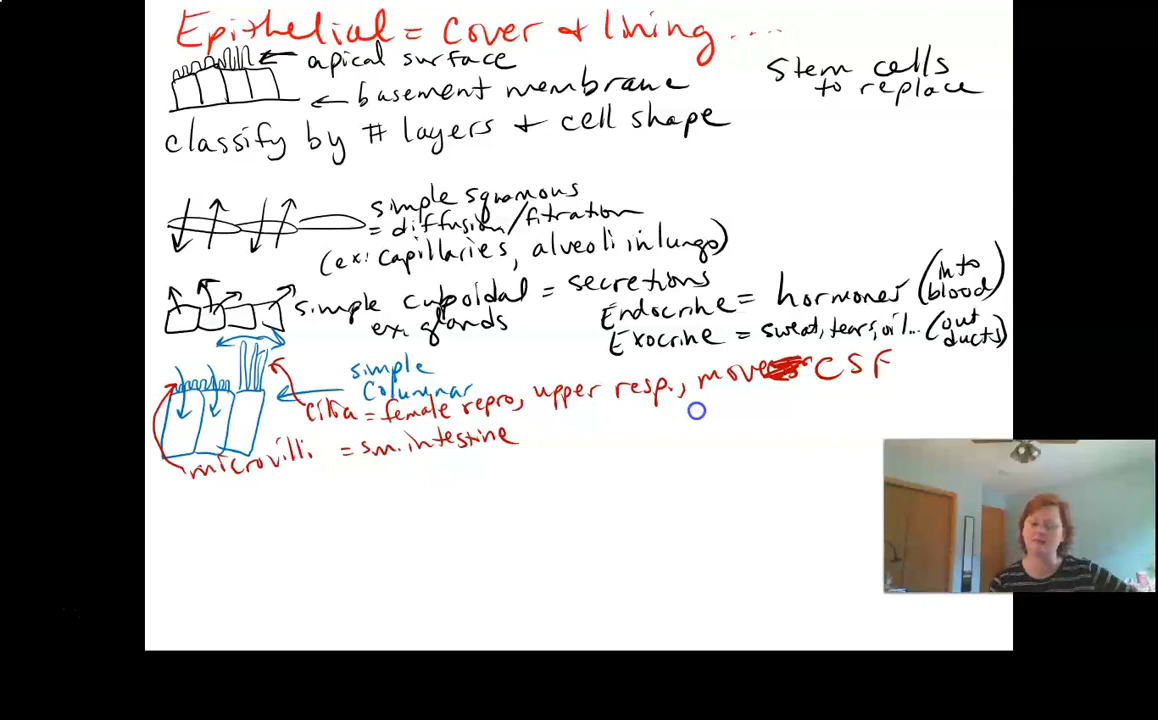 Epithelial = Cover & lining ....
← apical surface
← basement membrane
Stem cells
to replace
classify by # layers + cell shape
simple squamous
= diffusion/fitration
(ex: capillaries, alveoli in lungs)
simple cuboidal = secretions
ex: glands
Endocrine = hormones (into
blood)
Exocrine = sweat, tears, oil... (out
ducts)
simple
Columnar
cilia = female repro, upper resp., move CSF
microvilli = sm. intestine